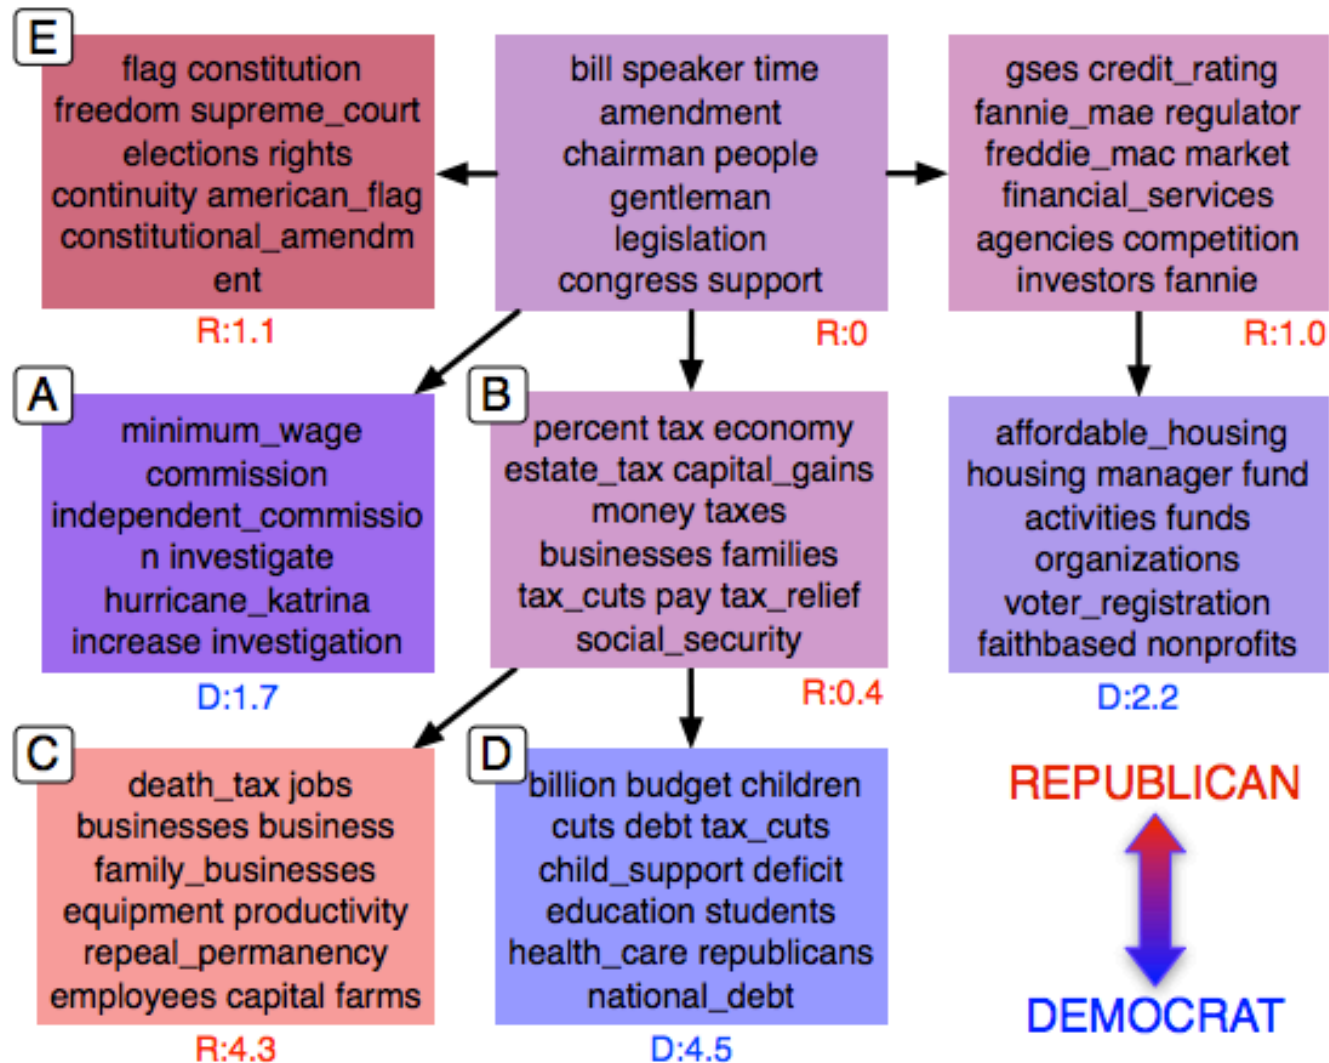 E
flag constitution
freedom supreme_court
elections rights
continuity american_flag
constitutional_amendm
ent
R:1.1
bill speaker time
amendment
chairman people
gentleman
legislation
congress support
R:0
gses credit_rating
fannie_mae regulator
freddie_mac market
financial_services
agencies competition
investors fannie
R:1.0
A
minimum_wage
commission
independent_commissio
n investigate
hurricane_katrina
increase investigation
D:1.7
B
percent tax economy
estate_tax capital_gains
money taxes
businesses families
tax_cuts pay tax_relief
social_security
R:0.4
affordable_housing
housing manager fund
activities funds
organizations
voter_registration
faithbased nonprofits
D:2.2
C
death_tax jobs
businesses business
family_businesses
equipment productivity
repeal_permanency
employees capital farms
R:4.3
D
billion budget children
cuts debt tax_cuts
child_support deficit
education students
health_care republicans
national_debt
D:4.5
REPUBLICAN
DEMOCRAT